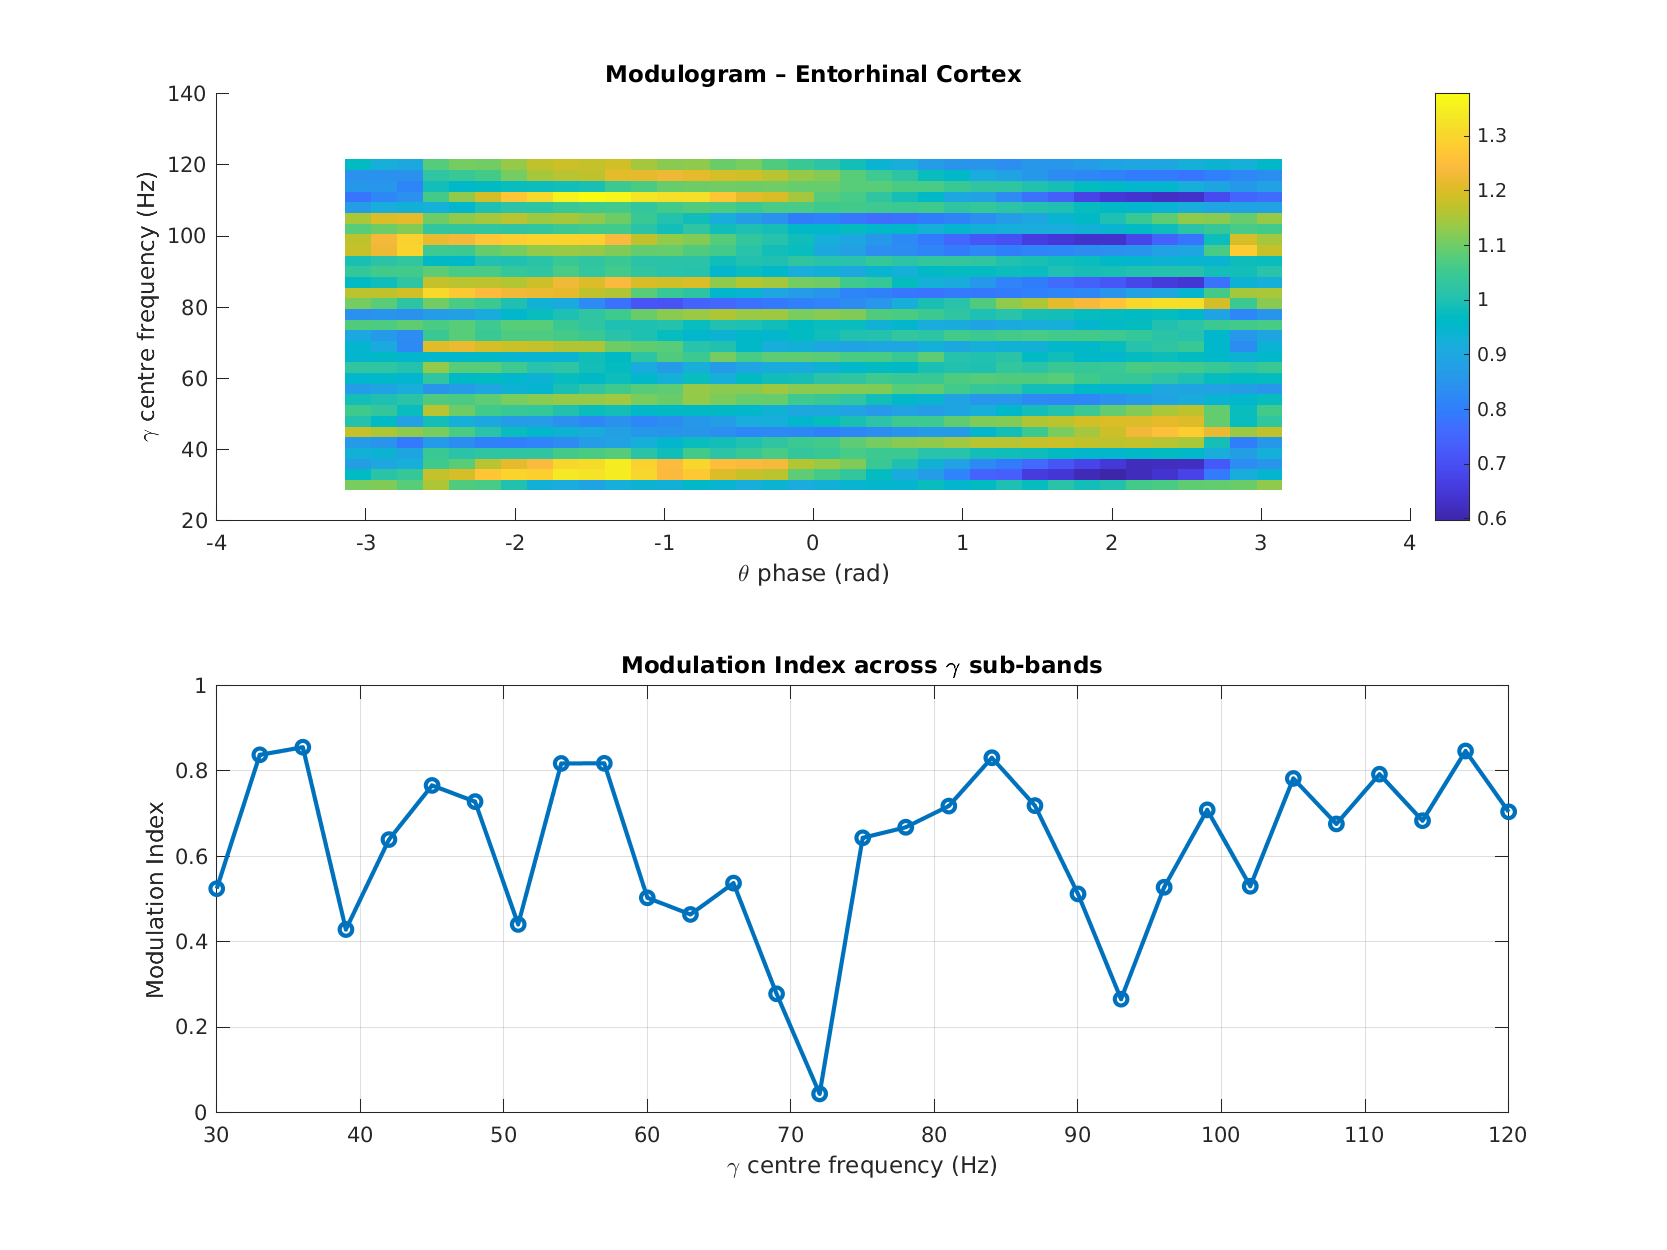 Modulogram – Entorhinal Cortex
140
120
100
80
60
40
20
γ centre frequency (Hz)
-4 -3 -2 -1 0 1 2 3 4
θ phase (rad)
1.3
1.2
1.1
1
0.9
0.8
0.7
0.6
Modulation Index across γ sub-bands
1
0.8
0.6
0.4
0.2
0
Modulation Index
30 40 50 60 70 80 90 100 110 120
γ centre frequency (Hz)